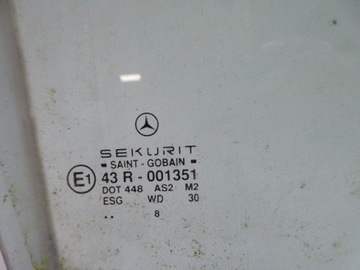 SEKURIT
SAINT - GOBAIN
E1 43 R - 001351
DOT 448 AS2 M2
ESG WD 30
.. 8